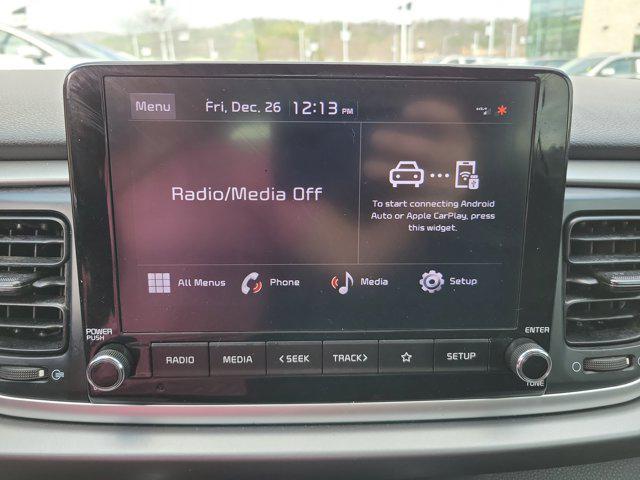 Menu Fri, Dec. 26 12:13 PM
Radio/Media Off
To start connecting Android
Auto or Apple CarPlay, press
this widget.
All Menus Phone Media Setup
POWER
PUSH
ENTER
RADIO MEDIA < SEEK TRACK > SETUP
TUNE